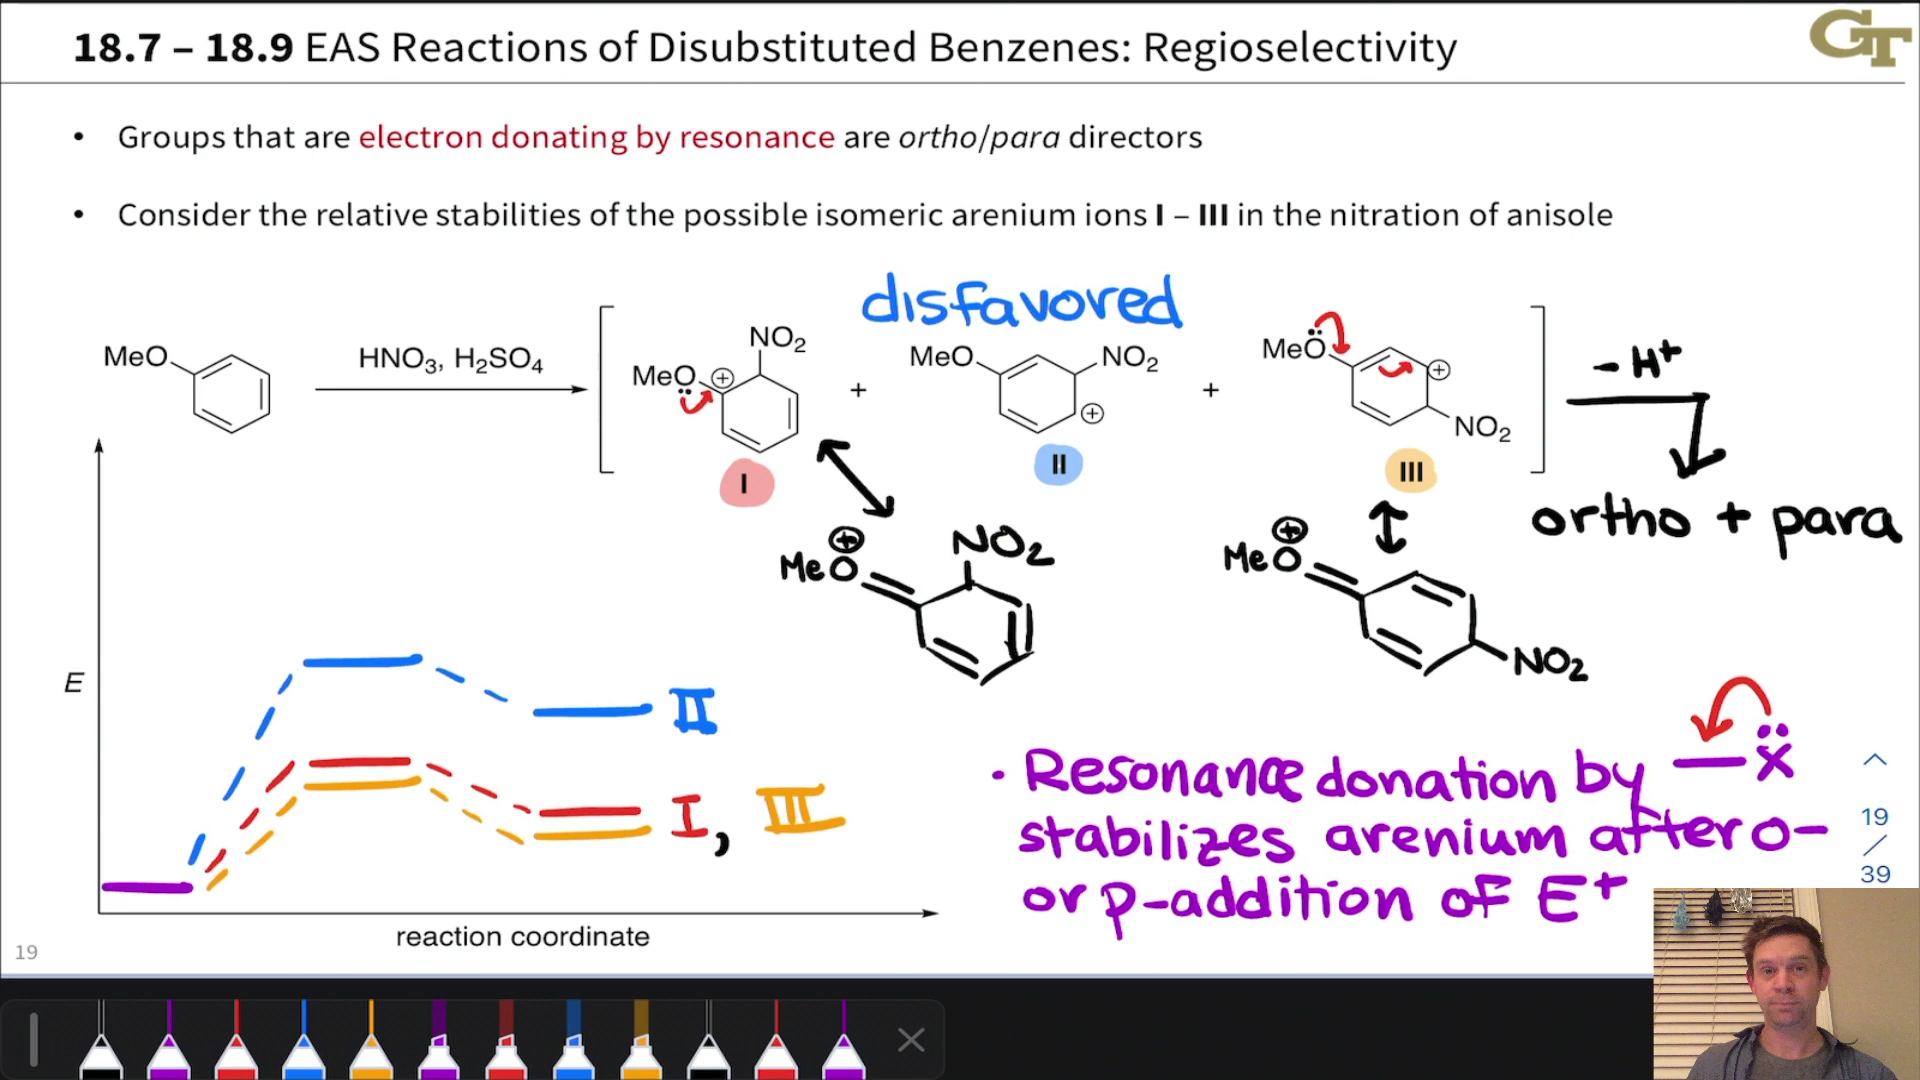 18.7 – 18.9 EAS Reactions of Disubstituted Benzenes: Regioselectivity
GT
• Groups that are electron donating by resonance are ortho/para directors
• Consider the relative stabilities of the possible isomeric arenium ions I – III in the nitration of anisole
disfavored
MeO
HNO3, H2SO4
MeO
NO2
+
MeO
NO2
+
MeO
NO2
- H+
I
II
III
ortho + para
MeO
NO2
MeO
NO2
E
II
I, III
reaction coordinate
• Resonance donation by —Ẍ
stabilizes arenium after o-
or p-addition of E+
19
/
39
19